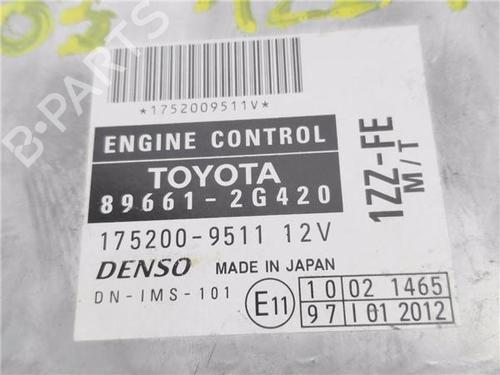 *1752009511V*
ENGINE CONTROL
TOYOTA
89661-2G420
175200-9511 12V
DENSO MADE IN JAPAN
DN-IMS-101
E11
10 02 1465
97 I 01 2012
1ZZ-FE
M/T
B-PARTS